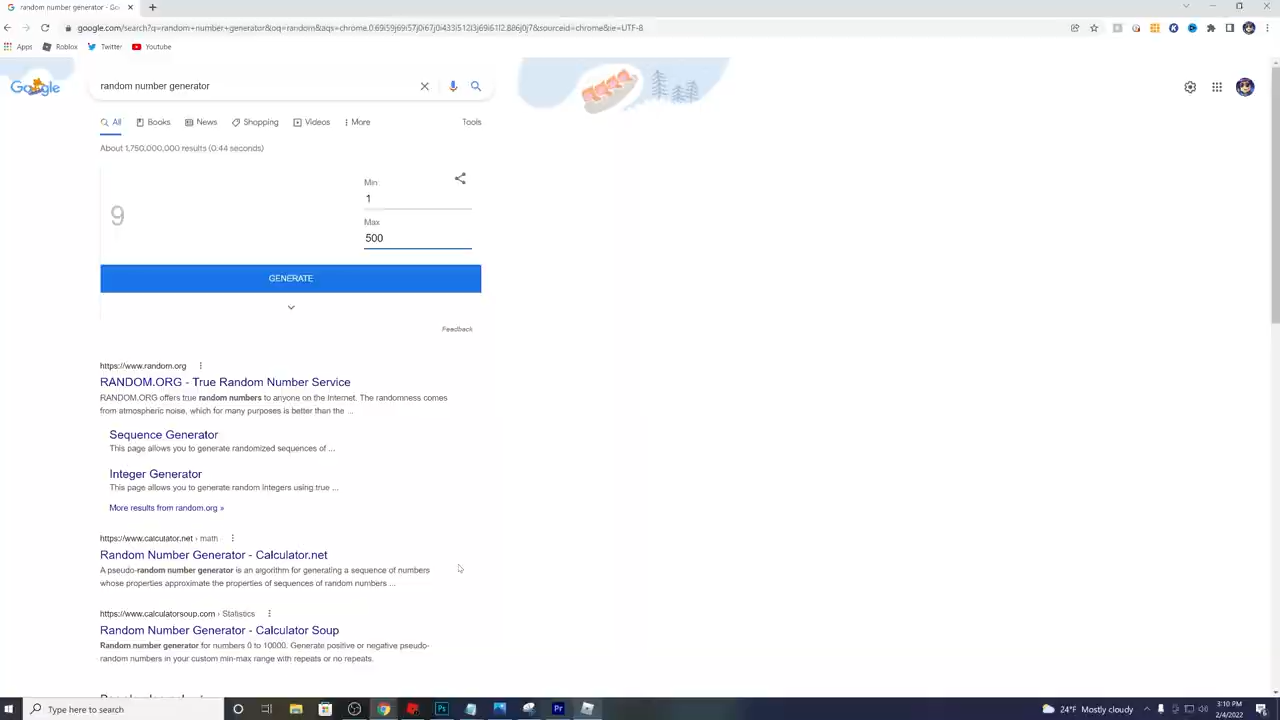 random number generator - Go
google.com/search?q=random+number+generator&oq=random&aqs=chrome.0.69i59j69i57j0i67j0i433i512l3j69i61l2.806j0j7&sourceid=chrome&ie=UTF-8
Apps Roblox Twitter Youtube
Google
random number generator
All Books News Shopping Videos More Tools
About 1,750,000,000 results (0.44 seconds)
Min
1
9
Max
500
GENERATE
Feedback
https://www.random.org
RANDOM.ORG - True Random Number Service
RANDOM.ORG offers true random numbers to anyone on the Internet. The randomness comes
from atmospheric noise, which for many purposes is better than the ...
Sequence Generator
This page allows you to generate randomized sequences of ...
Integer Generator
This page allows you to generate random integers using true ...
More results from random.org »
https://www.calculator.net › math
Random Number Generator - Calculator.net
A pseudo-random number generator is an algorithm for generating a sequence of numbers
whose properties approximate the properties of sequences of random numbers ...
https://www.calculatorsoup.com › Statistics
Random Number Generator - Calculator Soup
Random number generator for numbers 0 to 10000. Generate positive or negative pseudo-
random numbers in your custom min-max range with repeats or no repeats.
Type here to search
Ps
Pr
24°F Mostly cloudy
3:10 PM
2/4/2022